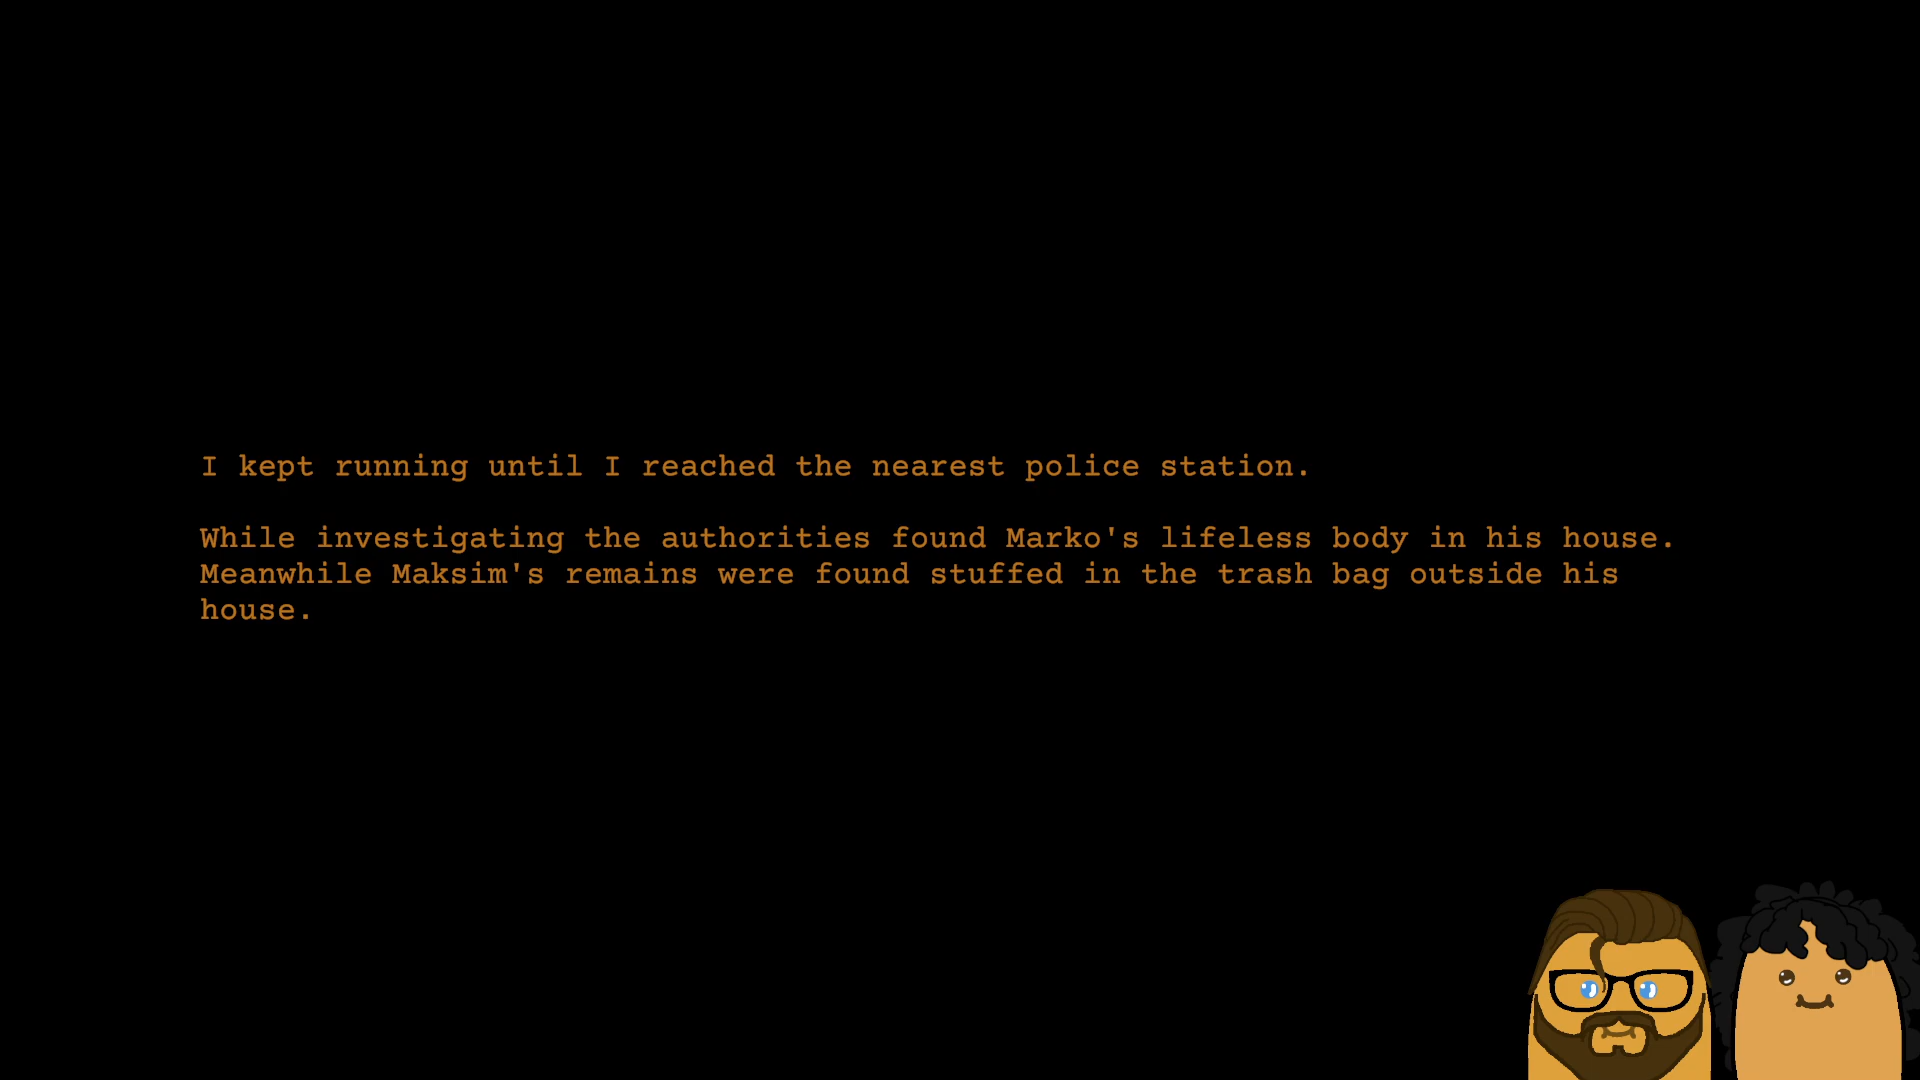 I kept running until I reached the nearest police station.
While investigating the authorities found Marko's lifeless body in his house.
Meanwhile Maksim's remains were found stuffed in the trash bag outside his
house.